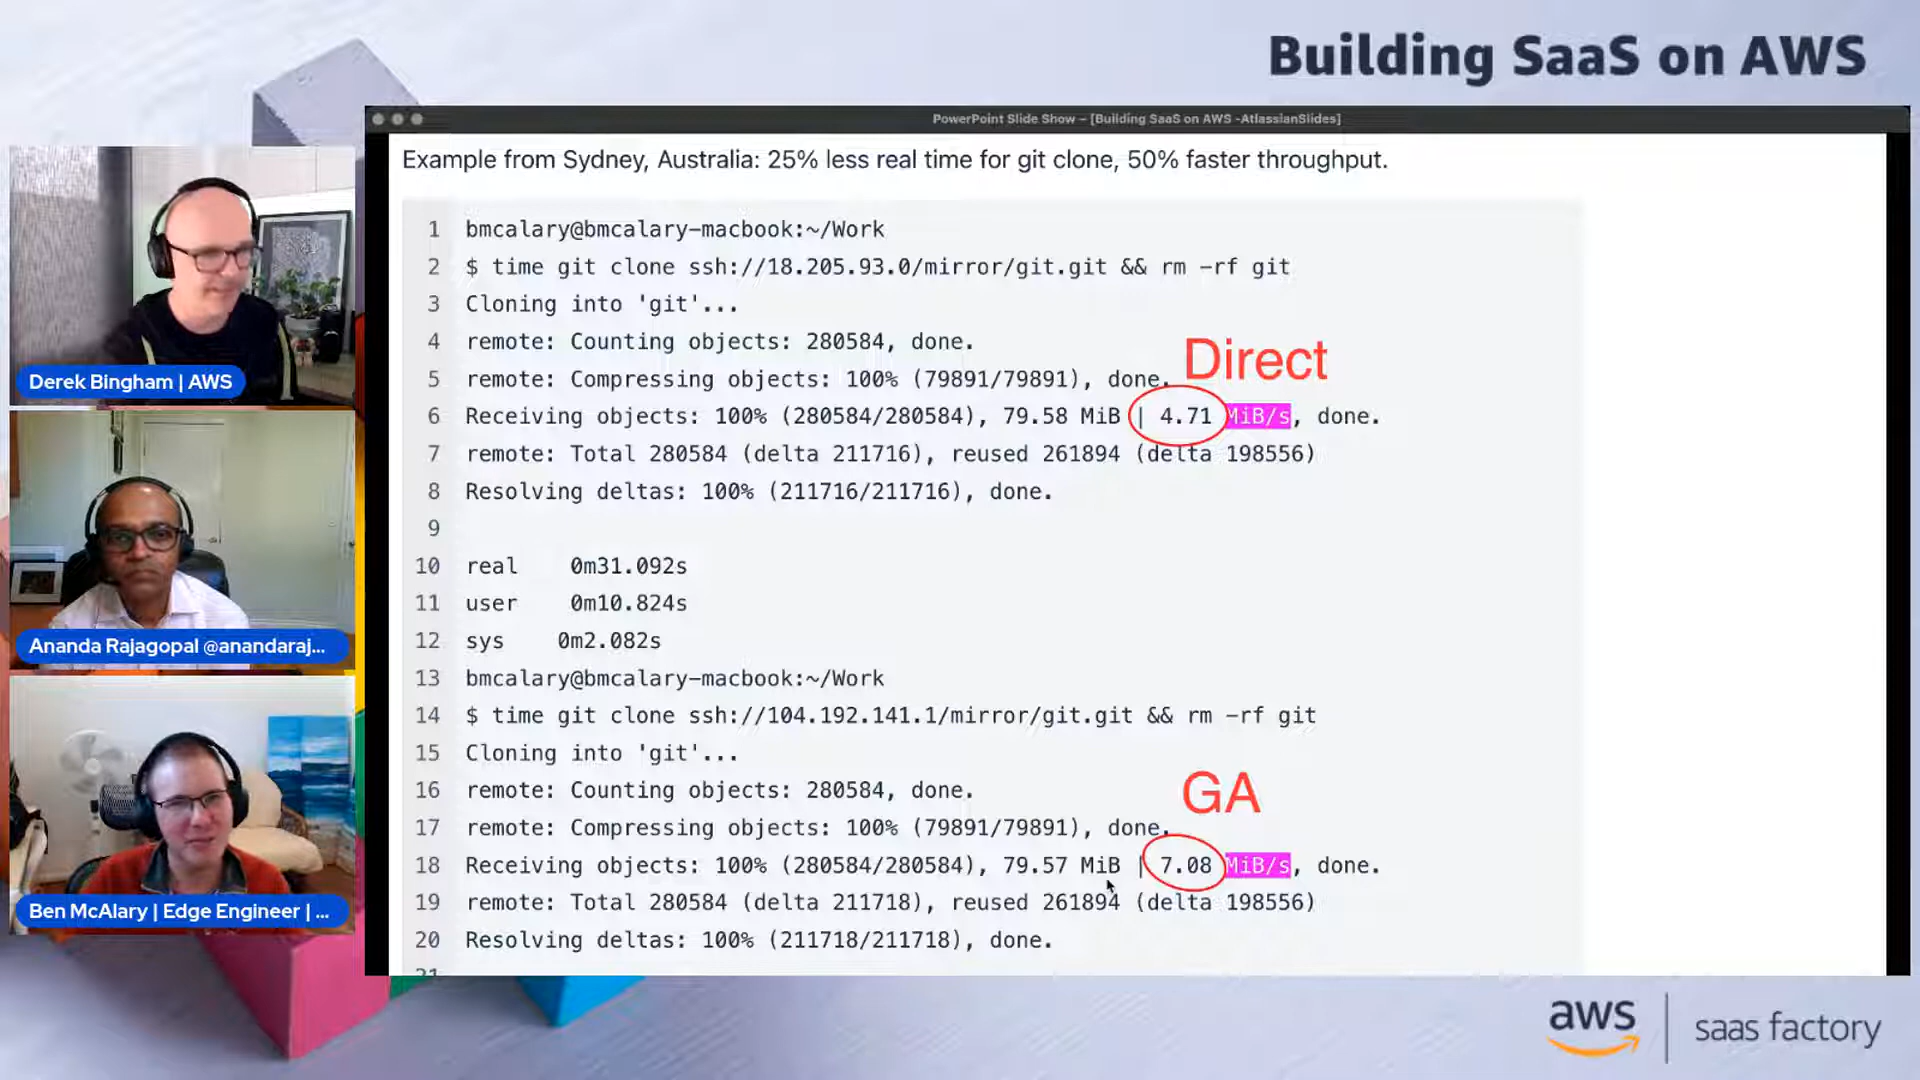 Building SaaS on AWS
PowerPoint Slide Show – [Building SaaS on AWS -AtlassianSlides]
Example from Sydney, Australia: 25% less real time for git clone, 50% faster throughput.
1 bmcalary@bmcalary-macbook:~/Work
2 $ time git clone ssh://18.205.93.0/mirror/git.git && rm -rf git
3 Cloning into 'git'...
4 remote: Counting objects: 280584, done.
Direct
5 remote: Compressing objects: 100% (79891/79891), done.
6 Receiving objects: 100% (280584/280584), 79.58 MiB | 4.71 MiB/s, done.
7 remote: Total 280584 (delta 211716), reused 261894 (delta 198556)
8 Resolving deltas: 100% (211716/211716), done.
9
10 real 0m31.092s
11 user 0m10.824s
12 sys 0m2.082s
13 bmcalary@bmcalary-macbook:~/Work
14 $ time git clone ssh://104.192.141.1/mirror/git.git && rm -rf git
15 Cloning into 'git'...
16 remote: Counting objects: 280584, done.
GA
17 remote: Compressing objects: 100% (79891/79891), done.
18 Receiving objects: 100% (280584/280584), 79.57 MiB | 7.08 MiB/s, done.
19 remote: Total 280584 (delta 211718), reused 261894 (delta 198556)
20 Resolving deltas: 100% (211718/211718), done.
21
Derek Bingham | AWS
Ananda Rajagopal @anandaraj...
Ben McAlary | Edge Engineer | ...
aws
saas factory